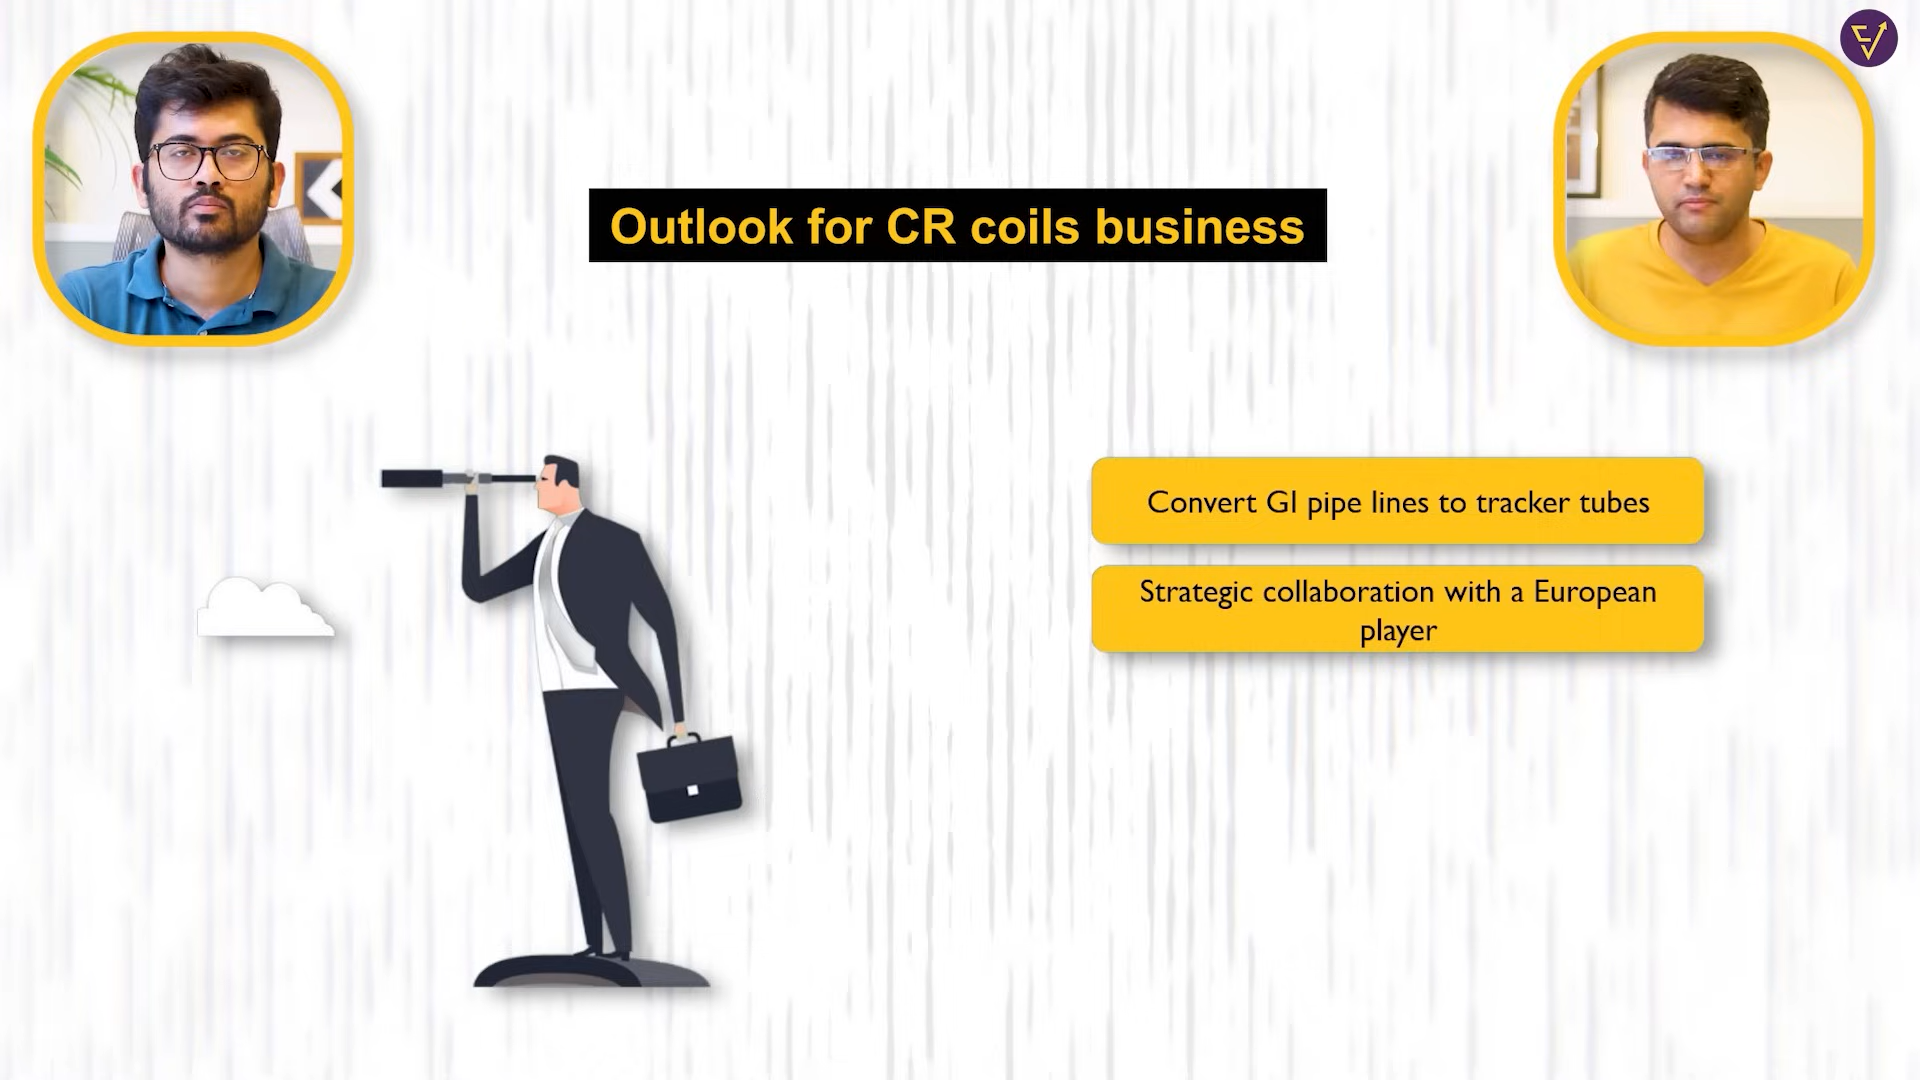 Outlook for CR coils business
Convert GI pipe lines to tracker tubes
Strategic collaboration with a European
player